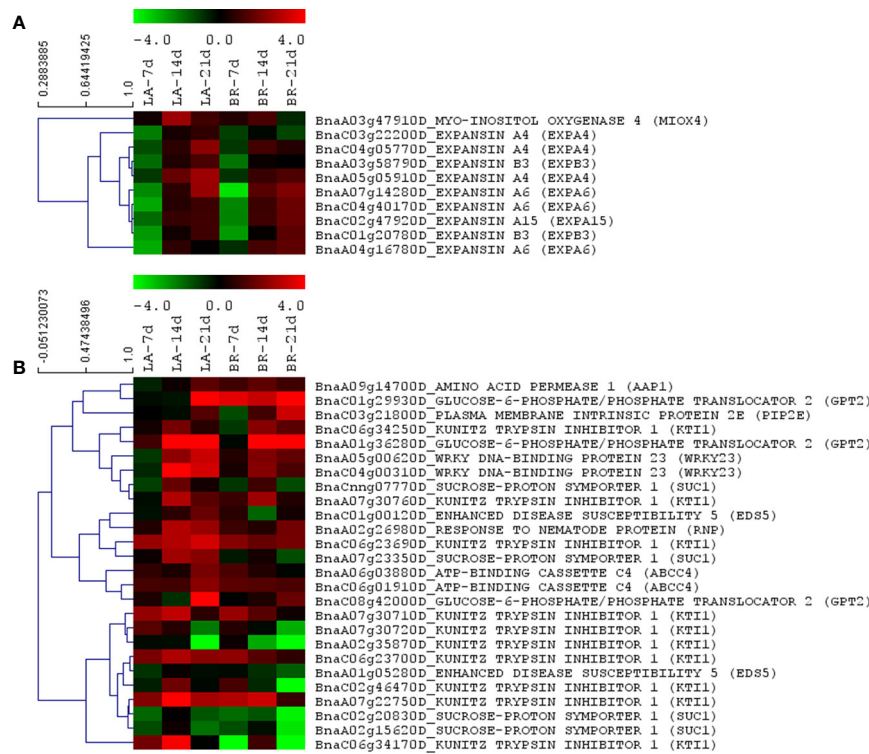 A
-4.0 0.0 4.0
0.2883885
0.64419425
1.0
LA-7d
LA-14d
LA-21d
BR-7d
BR-14d
BR-21d
BnaA03g47910D_MYO-INOSITOL OXYGENASE 4 (MIOX4)
BnaC03g22200D_EXPANSIN A4 (EXPA4)
BnaC04g05770D_EXPANSIN A4 (EXPA4)
BnaA03g58790D_EXPANSIN B3 (EXPB3)
BnaA05g05910D_EXPANSIN A4 (EXPA4)
BnaA07g14280D_EXPANSIN A6 (EXPA6)
BnaC04g40170D_EXPANSIN A6 (EXPA6)
BnaC02g47920D_EXPANSIN A15 (EXPA15)
BnaC01g20780D_EXPANSIN B3 (EXPB3)
BnaA04g16780D_EXPANSIN A6 (EXPA6)
-4.0 0.0 4.0
-0.051230073
0.47438496
1.0
LA-7d
LA-14d
LA-21d
BR-7d
BR-14d
BR-21d
B
BnaA09g14700D_AMINO ACID PERMEASE 1 (AAP1)
BnaC01g29930D_GLUCOSE-6-PHOSPHATE/PHOSPHATE TRANSLOCATOR 2 (GPT2)
BnaC03g21800D_PLASMA MEMBRANE INTRINSIC PROTEIN 2E (PIP2E)
BnaC06g34250D_KUNITZ TRYPSIN INHIBITOR 1 (KTI1)
BnaA01g36280D_GLUCOSE-6-PHOSPHATE/PHOSPHATE TRANSLOCATOR 2 (GPT2)
BnaA05g00620D_WRKY DNA-BINDING PROTEIN 23 (WRKY23)
BnaC04g00310D_WRKY DNA-BINDING PROTEIN 23 (WRKY23)
BnaCnng07770D_SUCROSE-PROTON SYMPORTER 1 (SUC1)
BnaA07g30760D_KUNITZ TRYPSIN INHIBITOR 1 (KTI1)
BnaC01g00120D_ENHANCED DISEASE SUSCEPTIBILITY 5 (EDS5)
BnaA02g26980D_RESPONSE TO NEMATODE PROTEIN (RNP)
BnaC06g23690D_KUNITZ TRYPSIN INHIBITOR 1 (KTI1)
BnaA07g23350D_SUCROSE-PROTON SYMPORTER 1 (SUC1)
BnaA06g03880D_ATP-BINDING CASSETTE C4 (ABCC4)
BnaC06g01910D_ATP-BINDING CASSETTE C4 (ABCC4)
BnaC08g42000D_GLUCOSE-6-PHOSPHATE/PHOSPHATE TRANSLOCATOR 2 (GPT2)
BnaA07g30710D_KUNITZ TRYPSIN INHIBITOR 1 (KTI1)
BnaA07g30720D_KUNITZ TRYPSIN INHIBITOR 1 (KTI1)
BnaA02g35870D_KUNITZ TRYPSIN INHIBITOR 1 (KTI1)
BnaC06g23700D_KUNITZ TRYPSIN INHIBITOR 1 (KTI1)
BnaA01g05280D_ENHANCED DISEASE SUSCEPTIBILITY 5 (EDS5)
BnaC02g46470D_KUNITZ TRYPSIN INHIBITOR 1 (KTI1)
BnaA07g22750D_KUNITZ TRYPSIN INHIBITOR 1 (KTI1)
BnaC02g20830D_SUCROSE-PROTON SYMPORTER 1 (SUC1)
BnaA02g15620D_SUCROSE-PROTON SYMPORTER 1 (SUC1)
BnaC06g34170D_KUNITZ TRYPSIN INHIBITOR 1 (KTI1)